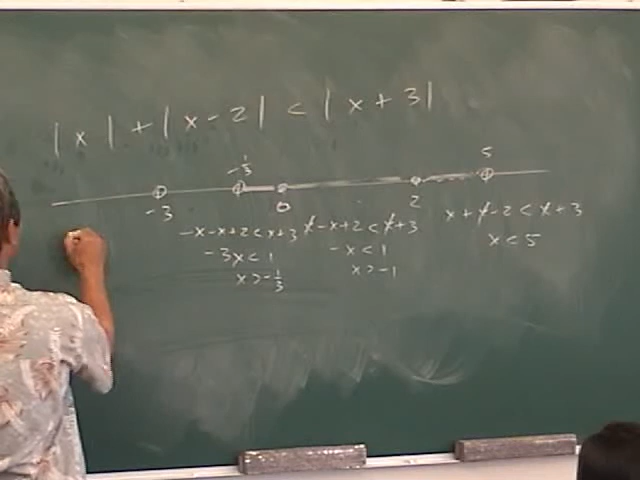 |x| + |x - 2| < |x + 3|
-3 -1/3 0 2 5
-x-x+2<x+3
-3x<1
x>-1/3
x-x+2<x+3
-x<1
x>-1
x+x-2<x+3
x<5